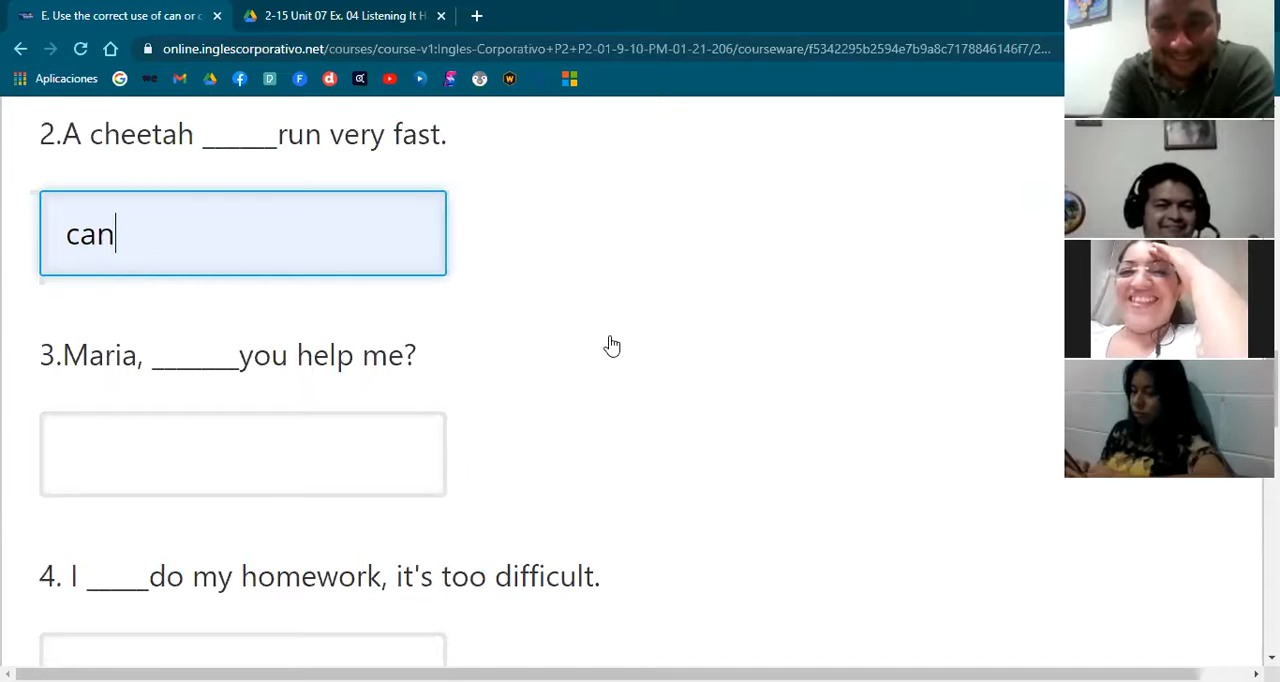 E. Use the correct use of can or c
2-15 Unit 07 Ex. 04 Listening It H
online.inglescorporativo.net/courses/course-v1:Ingles-Corporativo+P2+P2-01-9-10-PM-01-21-206/courseware/f5342295b2594e7b9a8c7178846146f7/2...
Aplicaciones
2.A cheetah ______run very fast.
can
3.Maria, _______you help me?
4. I _____do my homework, it's too difficult.